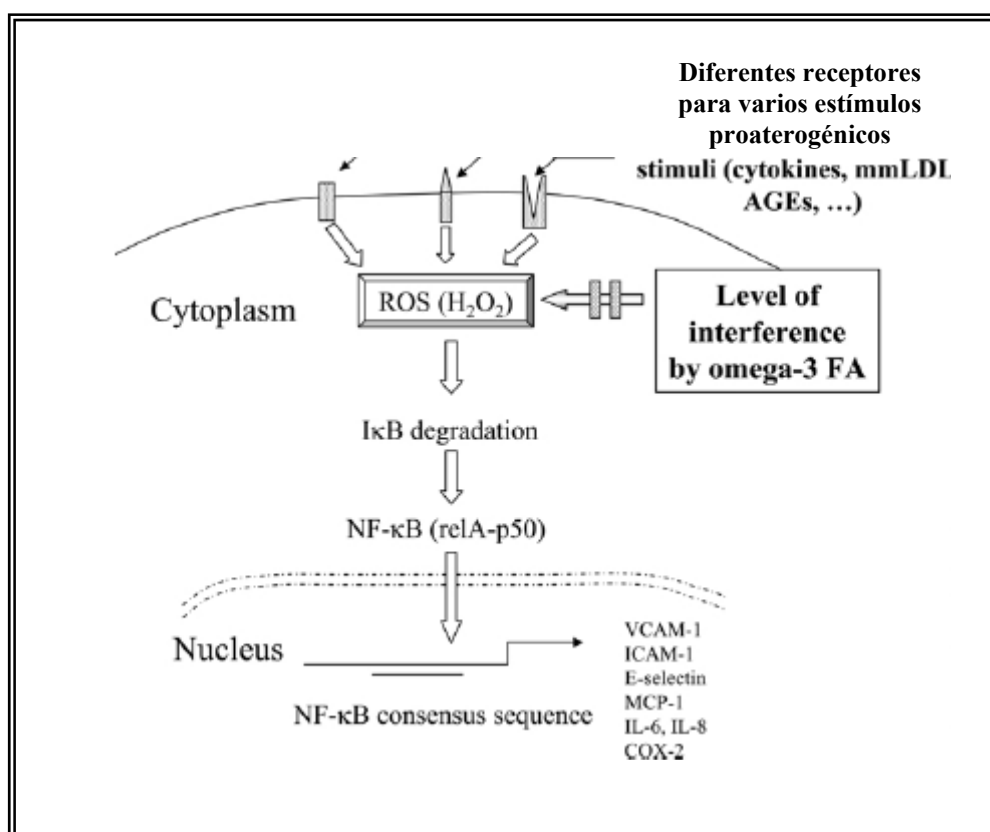 Diferentes receptores
para varios estímulos
proaterogénicos
stimuli (cytokines, mmLDL
AGEs, ...)
Cytoplasm
ROS (H₂O₂)
Level of
interference
by omega-3 FA
IκB degradation
NF-κB (relA-p50)
Nucleus
VCAM-1
ICAM-1
E-selectin
MCP-1
IL-6, IL-8
COX-2
NF-κB consensus sequence